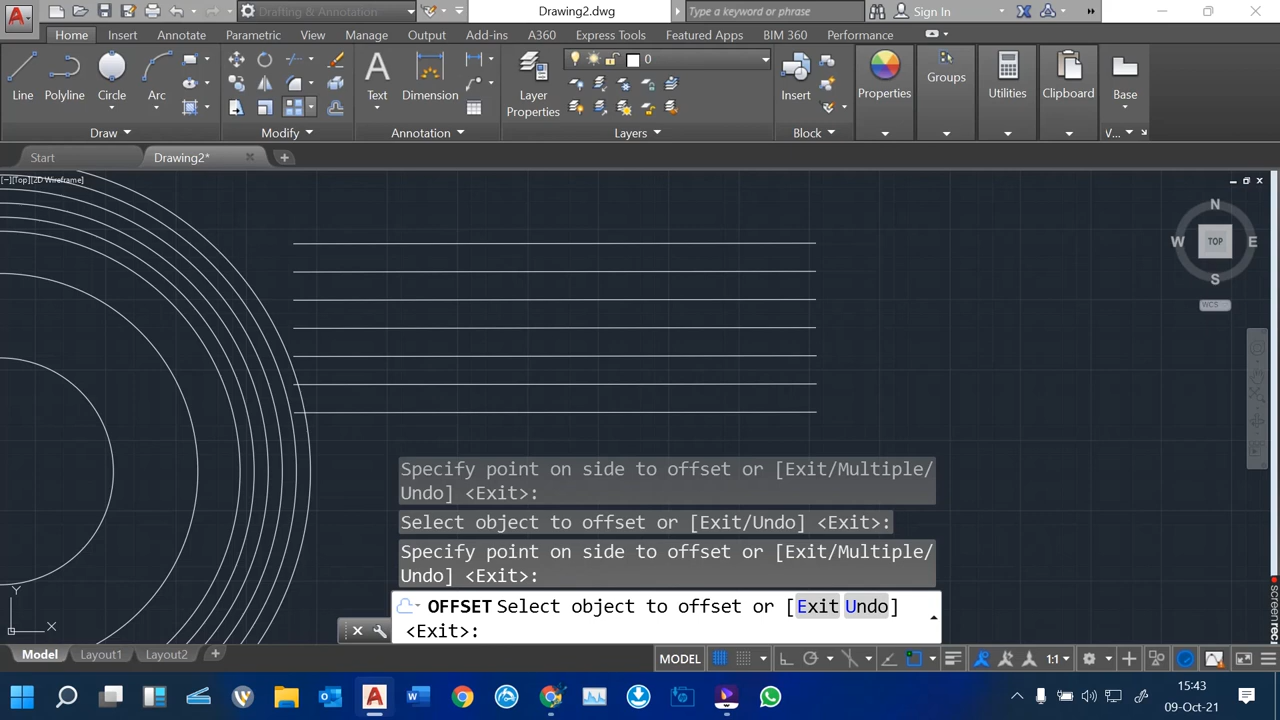 A Drafting & Annotation Drawing2.dwg Type a keyword or phrase Sign In
Home Insert Annotate Parametric View Manage Output Add-ins A360 Express Tools Featured Apps BIM 360 Performance
0
Line Polyline Circle Arc Text Dimension Layer Properties Insert Properties Groups Utilities Clipboard Base
Draw Modify Annotation Layers Block V...
Start Drawing2*
[−][Top][2D Wireframe]
N
W TOP E
S
WCS
Specify point on side to offset or [Exit/Multiple/
Undo] <Exit>:
Select object to offset or [Exit/Undo] <Exit>:
Specify point on side to offset or [Exit/Multiple/
Undo] <Exit>:
OFFSET Select object to offset or [Exit Undo]
<Exit>:
Y
X
Model Layout1 Layout2 MODEL 1:1
15:43
09-Oct-21